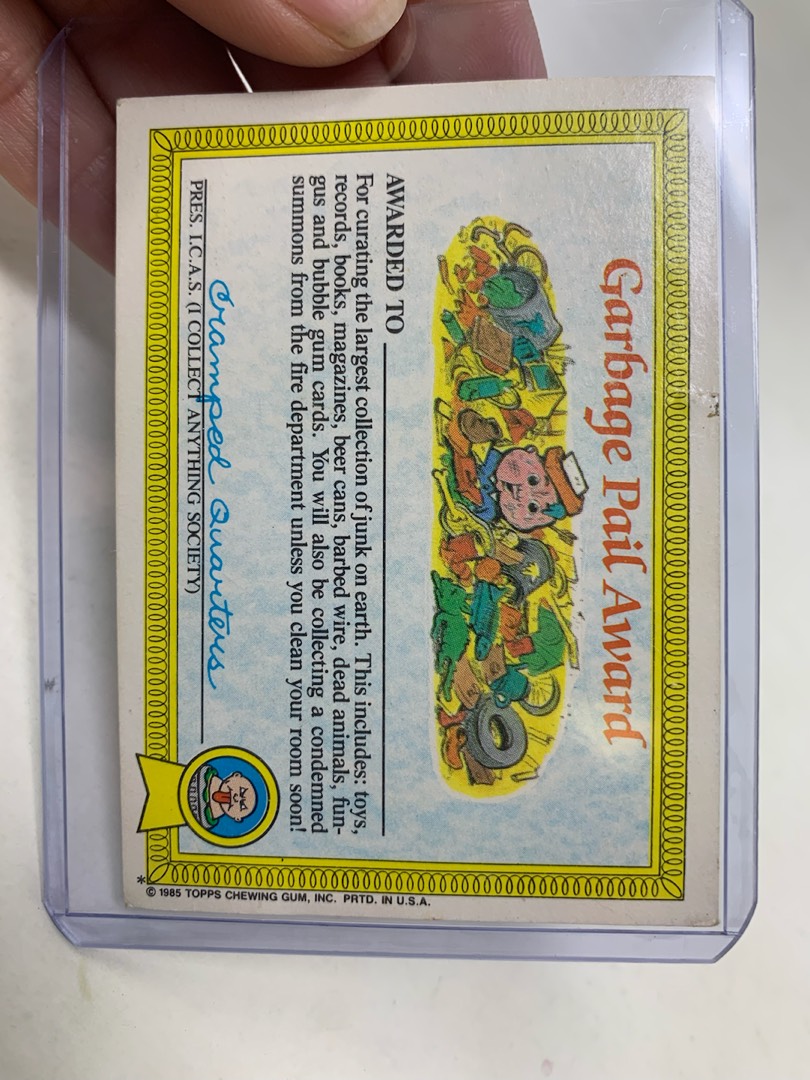 Garbage Pail Award
AWARDED TO
For curating the largest collection of junk on earth. This includes: toys,
records, books, magazines, beer cans, barbed wire, dead animals, fun-
gus and bubble gum cards. You will also be collecting a condemned
summons from the fire department unless you clean your room soon!
Cramped Quarters
PRES. I.C.A.S. (I COLLECT ANYTHING SOCIETY)
* © 1985 TOPPS CHEWING GUM, INC. PRTD. IN U.S.A.